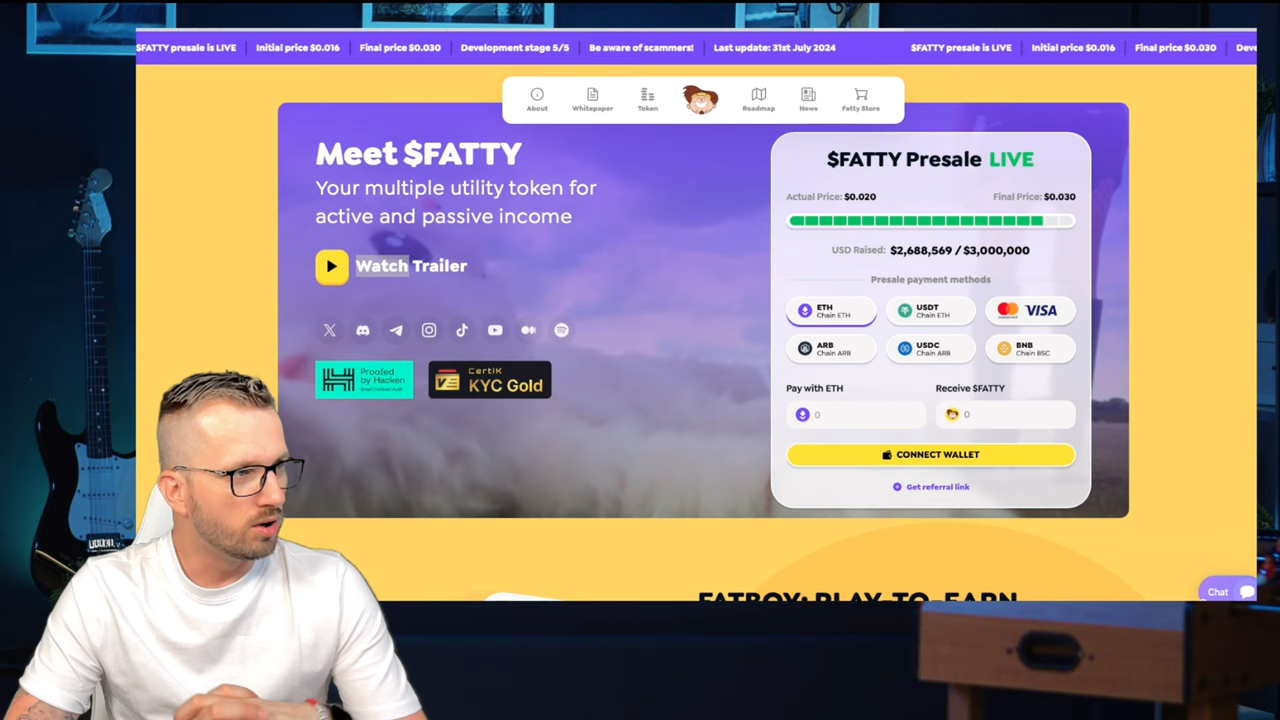 $FATTY presale is LIVE
Initial price $0.016
Final price $0.030
Development stage 5/5
Be aware of scammers!
Last update: 31st July 2024
$FATTY presale is LIVE
Initial price $0.016
Final price $0.030
Deve
About
Whitepaper
Token
Roadmap
News
Fatty Store
Meet $FATTY
Your multiple utility token for
active and passive income
Watch Trailer
Proofed
by Hacken
Smart Contract Audit
CertiK
KYC Gold
$FATTY Presale LIVE
Actual Price: $0.020
Final Price: $0.030
USD Raised: $2,688,569 / $3,000,000
Presale payment methods
ETH
Chain ETH
USDT
Chain ETH
VISA
ARB
Chain ARB
USDC
Chain ARB
BNB
Chain BSC
Pay with ETH
Receive $FATTY
0
0
CONNECT WALLET
Get referral link
FATBOY: PLAY-TO-EARN
Chat